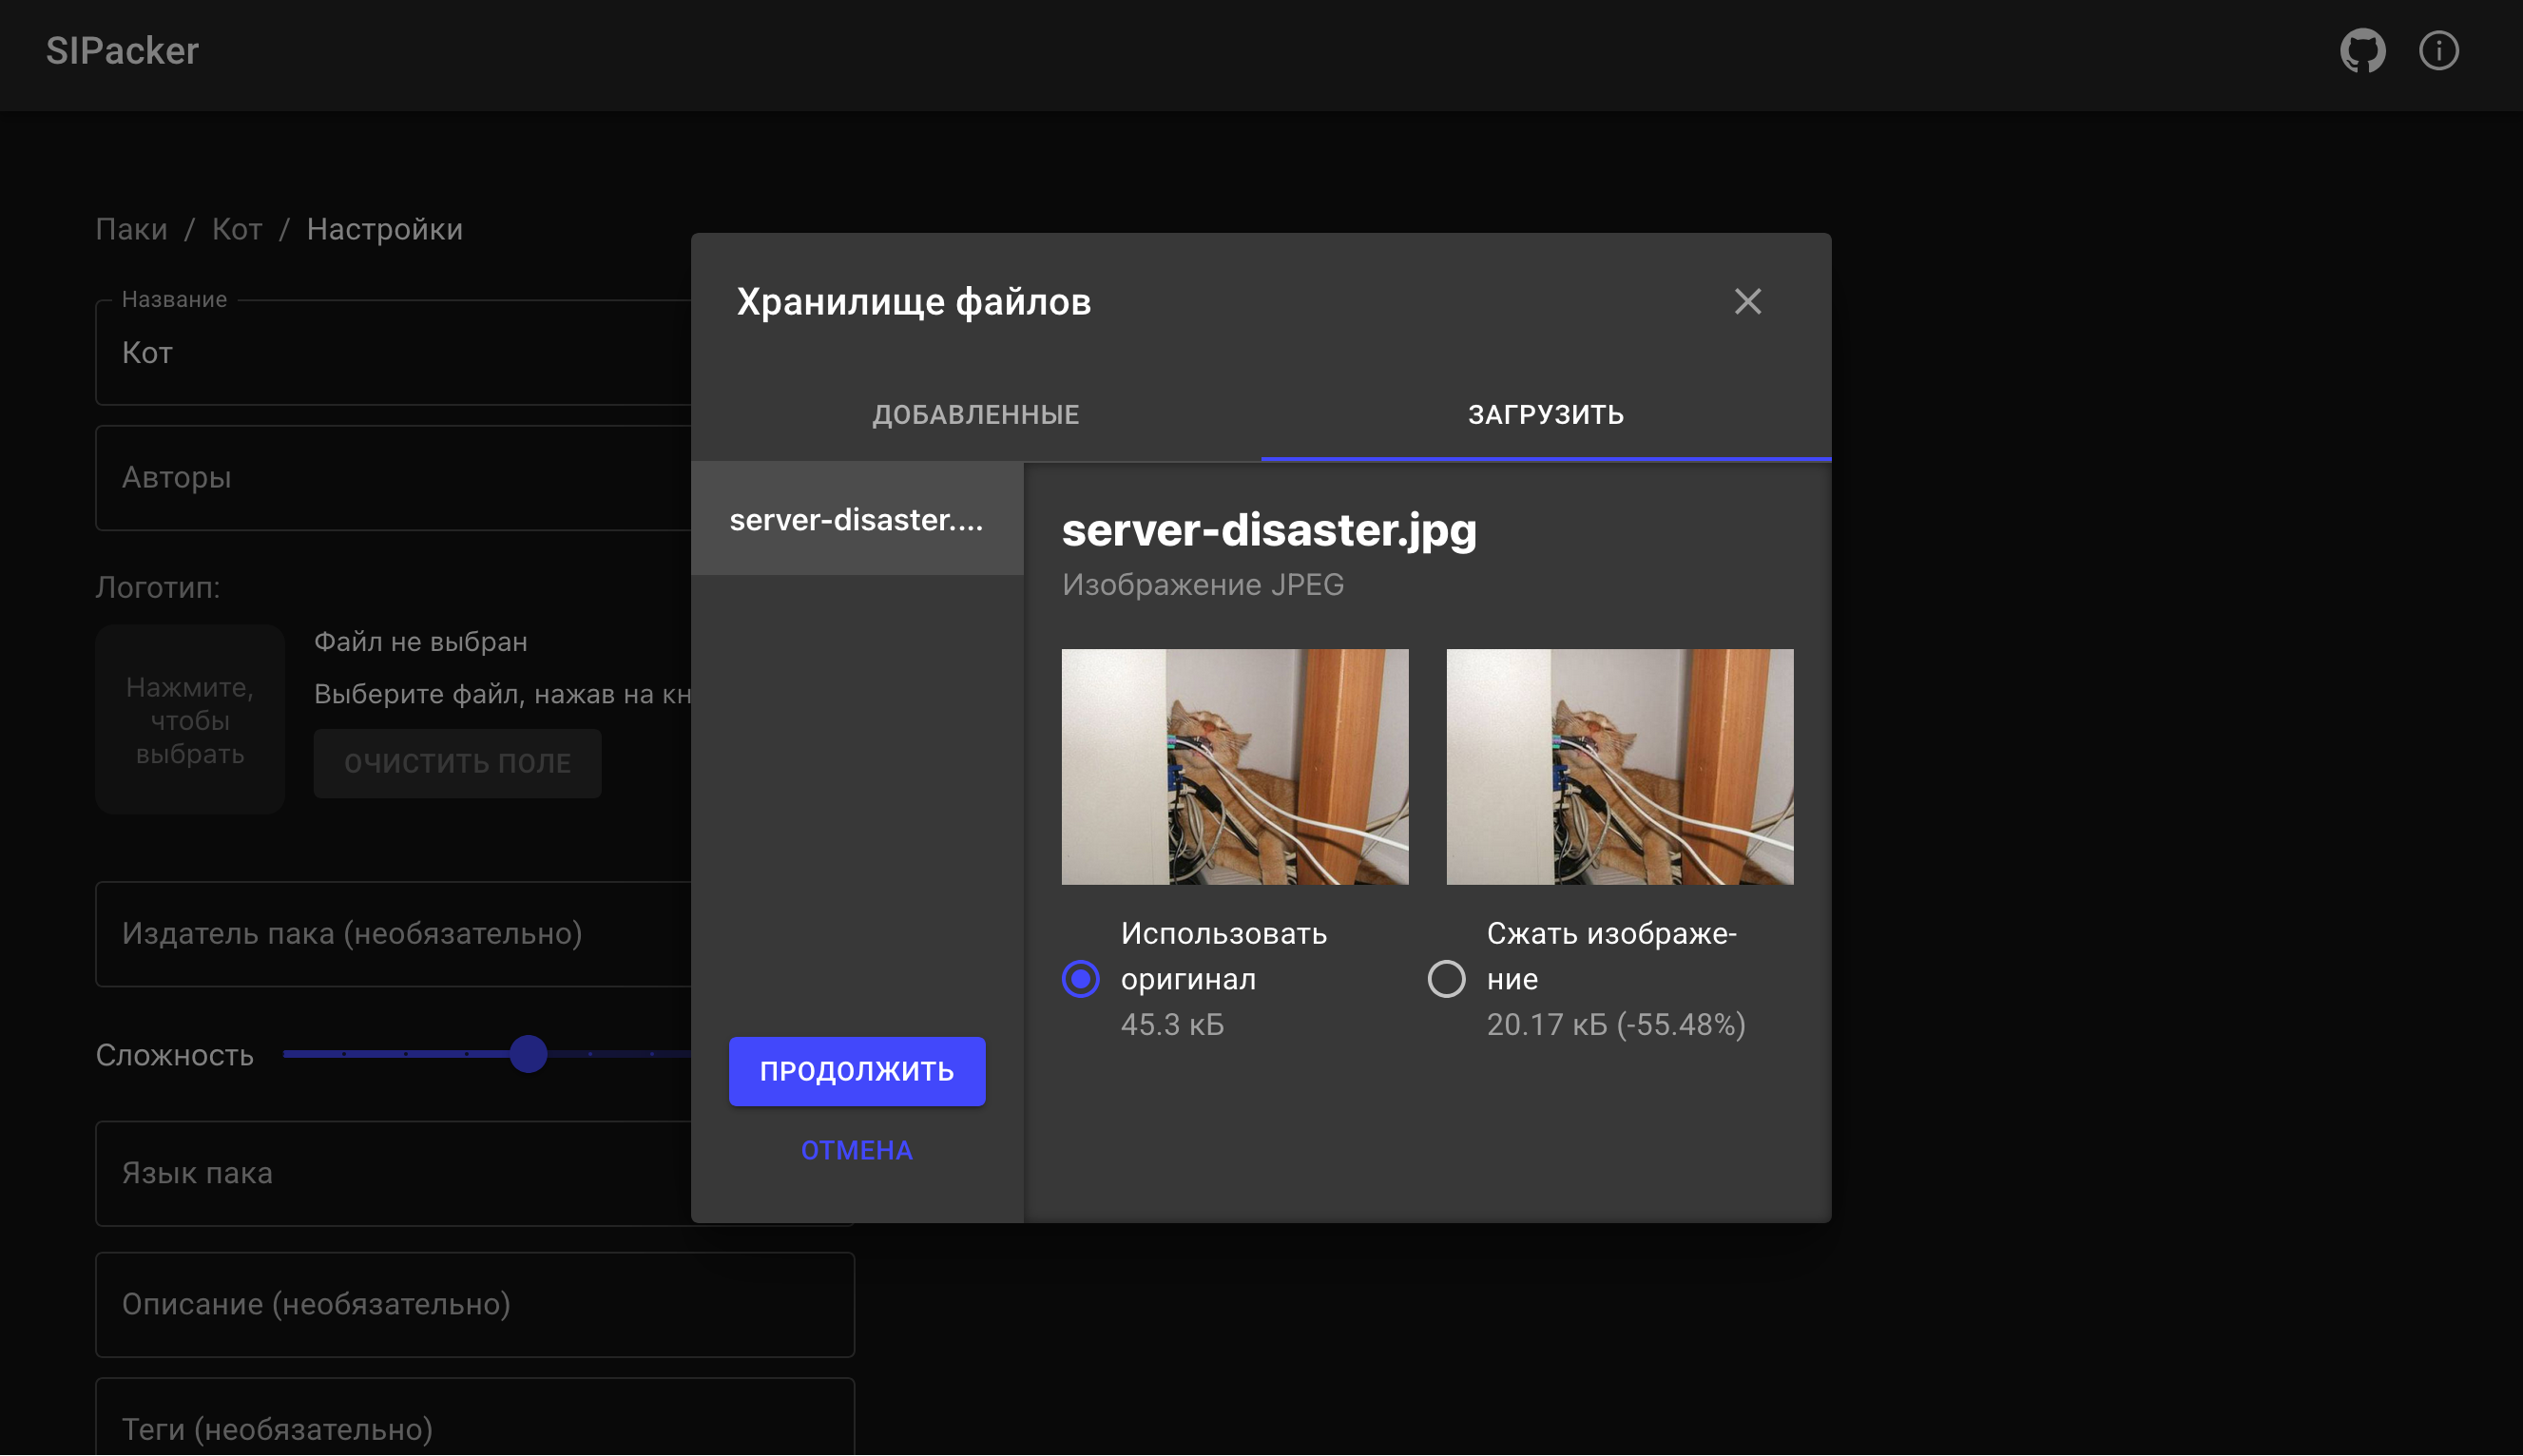 SIPacker
Паки / Кот / Настройки
Название
Кот
Авторы
Логотип:
Нажмите,
чтобы
выбрать
Файл не выбран
Выберите файл, нажав на кн
ОЧИСТИТЬ ПОЛЕ
Издатель пака (необязательно)
Сложность
Язык пака
Описание (необязательно)
Теги (необязательно)
Хранилище файлов
ДОБАВЛЕННЫЕ
ЗАГРУЗИТЬ
server-disaster....
ПРОДОЛЖИТЬ
ОТМЕНА
server-disaster.jpg
Изображение JPEG
Использовать
оригинал
45.3 кБ
Сжать изображе-
ние
20.17 кБ (-55.48%)